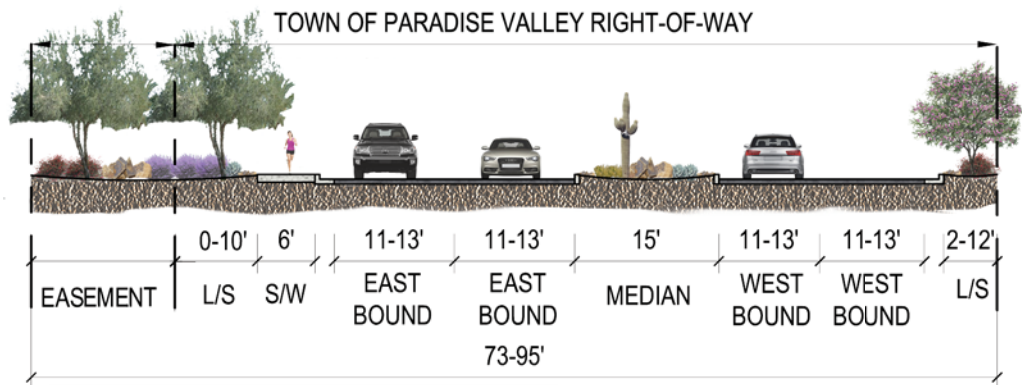 TOWN OF PARADISE VALLEY RIGHT-OF-WAY
0-10' 6' 11-13' 11-13' 15' 11-13' 11-13' 2-12'
EASEMENT L/S S/W EAST BOUND EAST BOUND MEDIAN WEST BOUND WEST BOUND L/S
73-95'